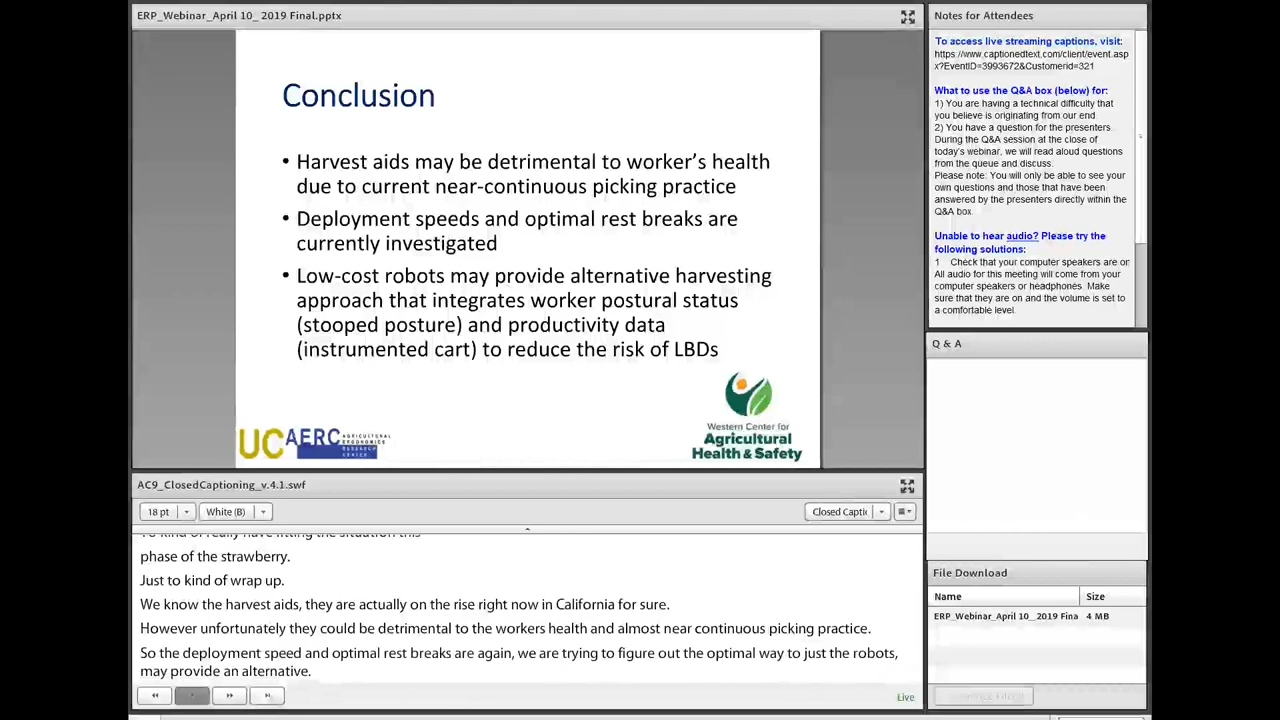 ERP_Webinar_April 10_ 2019 Final.pptx
Conclusion
• Harvest aids may be detrimental to worker's health
due to current near-continuous picking practice
• Deployment speeds and optimal rest breaks are
currently investigated
• Low-cost robots may provide alternative harvesting
approach that integrates worker postural status
(stooped posture) and productivity data
(instrumented cart) to reduce the risk of LBDs
UC AERC AGRICULTURAL
ERGONOMICS
RESEARCH
CENTER
Western Center for
Agricultural
Health & Safety
AC9_ClosedCaptioning_v.4.1.swf
18 pt
White (B)
Closed Capti
phase of the strawberry.
Just to kind of wrap up.
We know the harvest aids, they are actually on the rise right now in California for sure.
However unfortunately they could be detrimental to the workers health and almost near continuous picking practice.
So the deployment speed and optimal rest breaks are again, we are trying to figure out the optimal way to just the robots,
may provide an alternative.
Live
Notes for Attendees
To access live streaming captions, visit:
https://www.captionedtext.com/client/event.asp
x?EventID=3993672&Customerid=321
What to use the Q&A box (below) for:
1) You are having a technical difficulty that
you believe is originating from our end
2) You have a question for the presenters.
During the Q&A session at the close of
today's webinar, we will read aloud questions
from the queue and discuss.
Please note: You will only be able to see your
own questions and those that have been
answered by the presenters directly within the
Q&A box.
Unable to hear audio? Please try the
following solutions:
1 Check that your computer speakers are on
All audio for this meeting will come from your
computer speakers or headphones. Make
sure that they are on and the volume is set to
a comfortable level.
Q & A
File Download
Name Size
ERP_Webinar_April 10_ 2019 Fina 4 MB